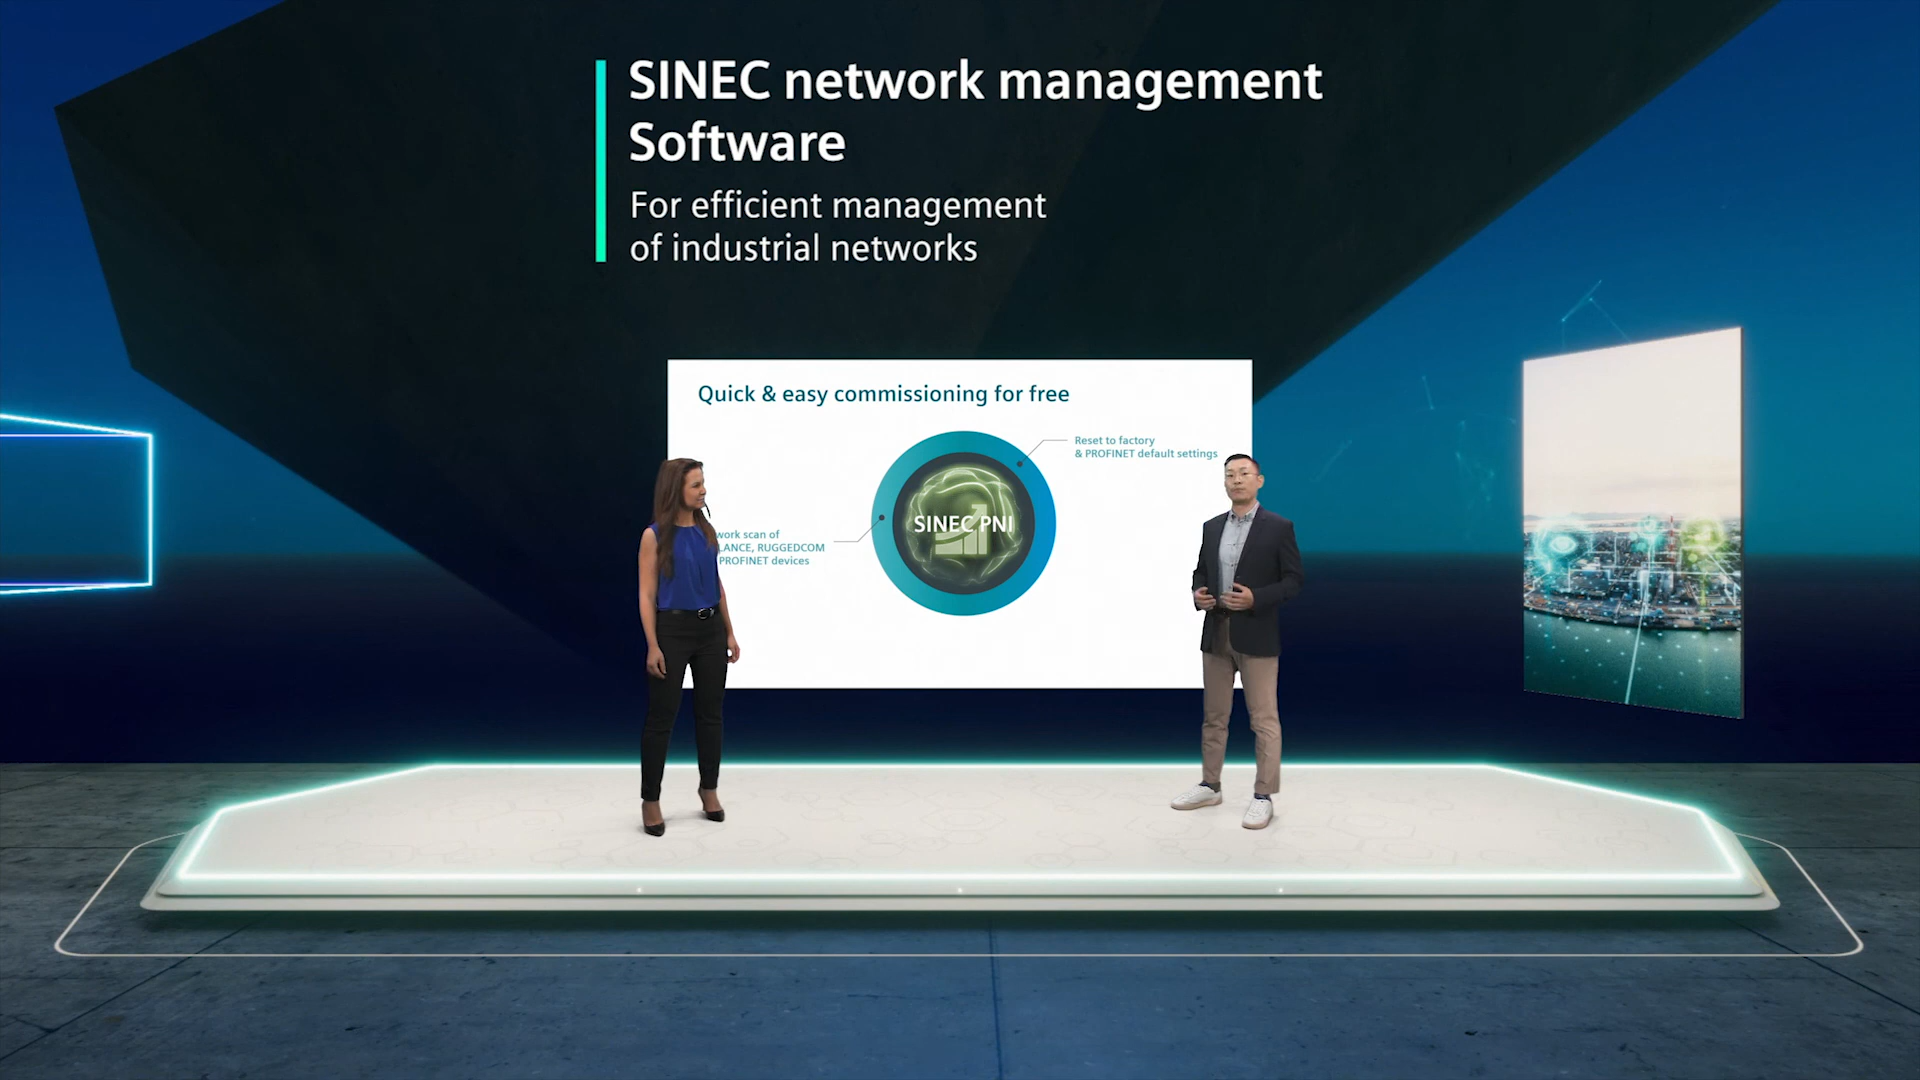 SINEC network management
Software
For efficient management
of industrial networks
Quick & easy commissioning for free
Reset to factory
& PROFINET default settings
SINEC PNI
work scan of
LANCE, RUGGEDCOM
PROFINET devices